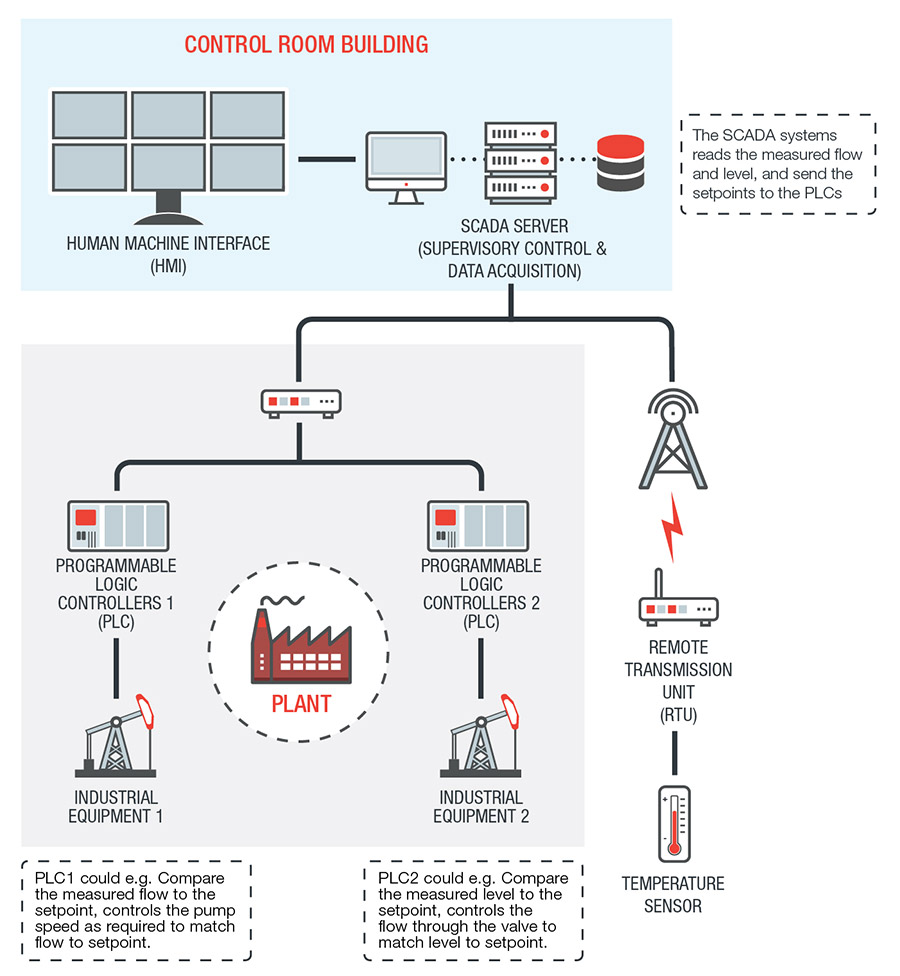 CONTROL ROOM BUILDING
HUMAN MACHINE INTERFACE
(HMI)
SCADA SERVER
(SUPERVISORY CONTROL &
DATA ACQUISITION)
The SCADA systems
reads the measured flow
and level, and send the
setpoints to the PLCs
PROGRAMMABLE
LOGIC
CONTROLLERS 1
(PLC)
PROGRAMMABLE
LOGIC
CONTROLLERS 2
(PLC)
PLANT
REMOTE
TRANSMISSION
UNIT
(RTU)
INDUSTRIAL
EQUIPMENT 1
INDUSTRIAL
EQUIPMENT 2
+
-
TEMPERATURE
SENSOR
PLC1 could e.g. Compare
the measured flow to the
setpoint, controls the pump
speed as required to match
flow to setpoint.
PLC2 could e.g. Compare
the measured level to the
setpoint, controls the
flow through the valve to
match level to setpoint.